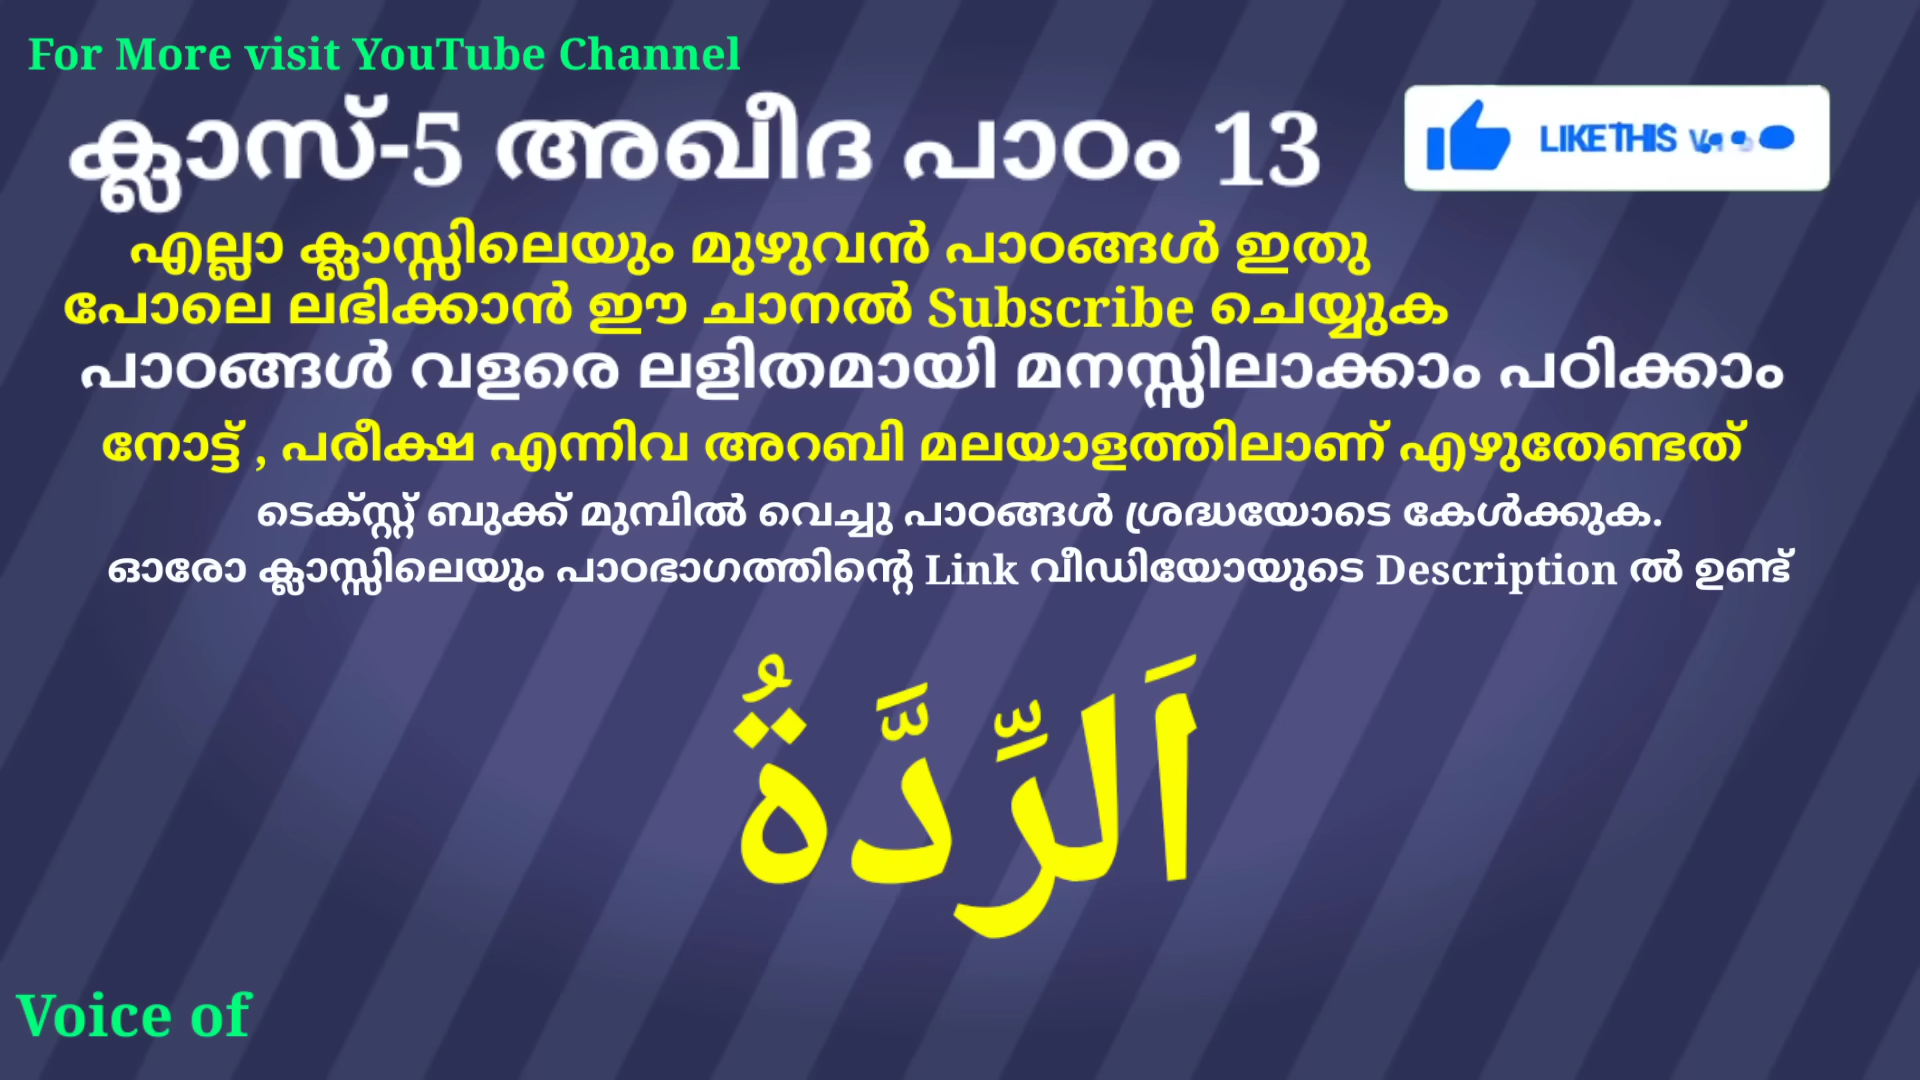 For More visit YouTube Channel
ക്ലാസ്-5 അഖീദ പാഠം 13
LIKE THIS
എല്ലാ ക്ലാസ്സിലെയും മുഴുവൻ പാഠങ്ങൾ ഇതു
പോലെ ലഭിക്കാൻ ഈ ചാനൽ Subscribe ചെയ്യുക
പാഠങ്ങൾ വളരെ ലളിതമായി മനസ്സിലാക്കാം പഠിക്കാം
നോട്ട് , പരീക്ഷ എന്നിവ അറബി മലയാളത്തിലാണ് എഴുതേണ്ടത്
ടെക്സ്റ്റ് ബുക്ക് മുമ്പിൽ വെച്ചു പാഠങ്ങൾ ശ്രദ്ധയോടെ കേൾക്കുക.
ഓരോ ക്ലാസ്സിലെയും പാഠഭാഗത്തിന്റെ Link വീഡിയോയുടെ Description ൽ ഉണ്ട്
اَلرِّدَّةُ
Voice of